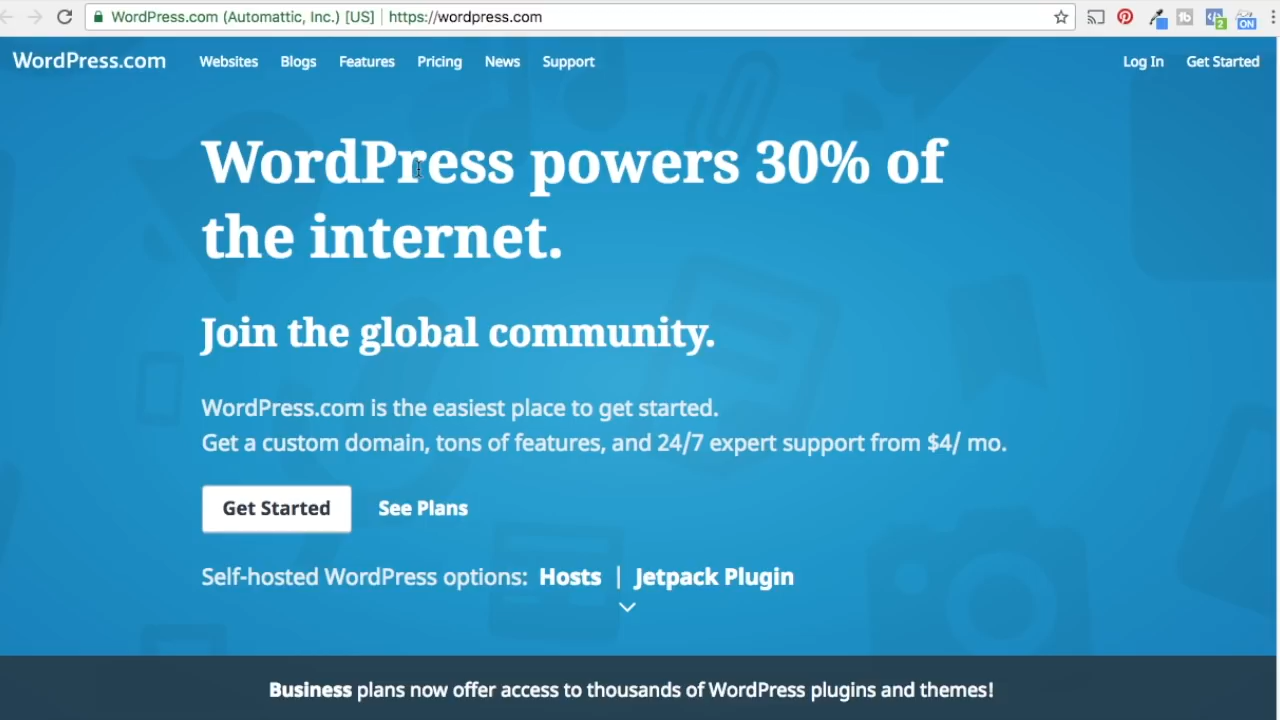 WordPress.com (Automattic, Inc.) [US] https://wordpress.com
2
ON
WordPress.com Websites Blogs Features Pricing News Support Log In Get Started
WordPress powers 30% of
the internet.
Join the global community.
WordPress.com is the easiest place to get started.
Get a custom domain, tons of features, and 24/7 expert support from $4/ mo.
Get Started See Plans
Self-hosted WordPress options: Hosts | Jetpack Plugin
Business plans now offer access to thousands of WordPress plugins and themes!